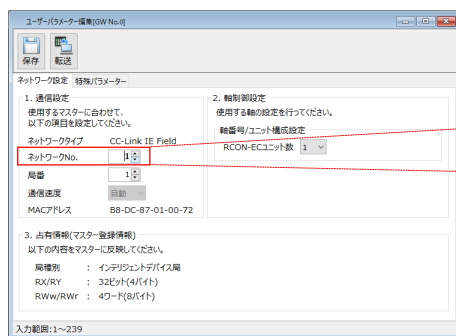 ユーザーパラメーター編集[GW No.0]
保存 転送
ネットワーク設定 特殊パラメーター
1. 通信設定
使用するマスターに合わせて、
以下の項目を設定してください。
ネットワークタイプ CC-Link IE Field
ネットワークNo. 1
局番 1
通信速度 自動
MACアドレス B8-DC-87-01-00-72
2. 軸制御設定
使用する軸の設定を行ってください。
軸番号/ユニット構成設定
RCON-ECユニット数 1
3. 占有情報(マスター登録情報)
以下の内容をマスターに反映してください。
局種別 : インテリジェントデバイス局
RX/RY : 32ビット(4バイト)
RWw/RWr : 4ワード(8バイト)
入力範囲:1～239